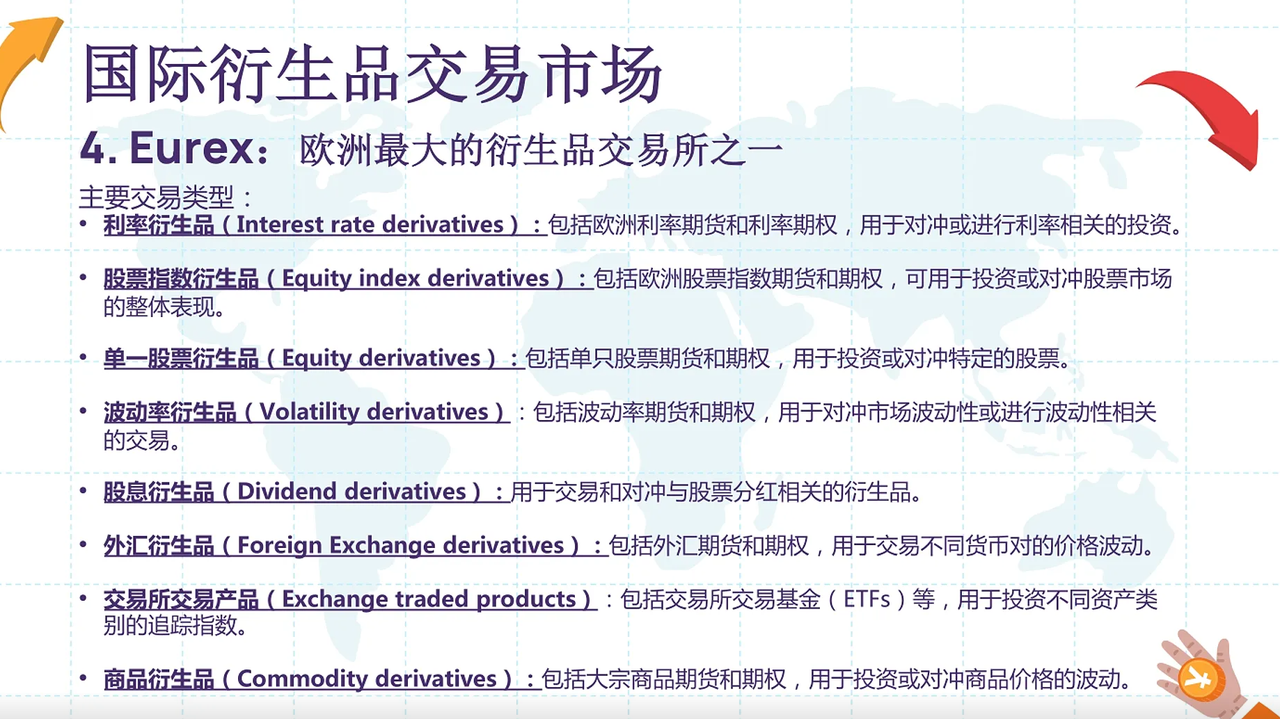 国际衍生品交易市场
4. Eurex： 欧洲最大的衍生品交易所之一
主要交易类型：
• 利率衍生品（Interest rate derivatives）：包括欧洲利率期货和利率期权，用于对冲或进行利率相关的投资。
• 股票指数衍生品（Equity index derivatives）：包括欧洲股票指数期货和期权，可用于投资或对冲股票市场
的整体表现。
• 单一股票衍生品（Equity derivatives）：包括单只股票期货和期权，用于投资或对冲特定的股票。
• 波动率衍生品（Volatility derivatives）：包括波动率期货和期权，用于对冲市场波动性或进行波动性相关
的交易。
• 股息衍生品（Dividend derivatives）：用于交易和对冲与股票分红相关的衍生品。
• 外汇衍生品（Foreign Exchange derivatives）：包括外汇期货和期权，用于交易不同货币对的价格波动。
• 交易所交易产品（Exchange traded products）：包括交易所交易基金（ETFs）等，用于投资不同资产类
别的追踪指数。
• 商品衍生品（Commodity derivatives）：包括大宗商品期货和期权，用于投资或对冲商品价格的波动。